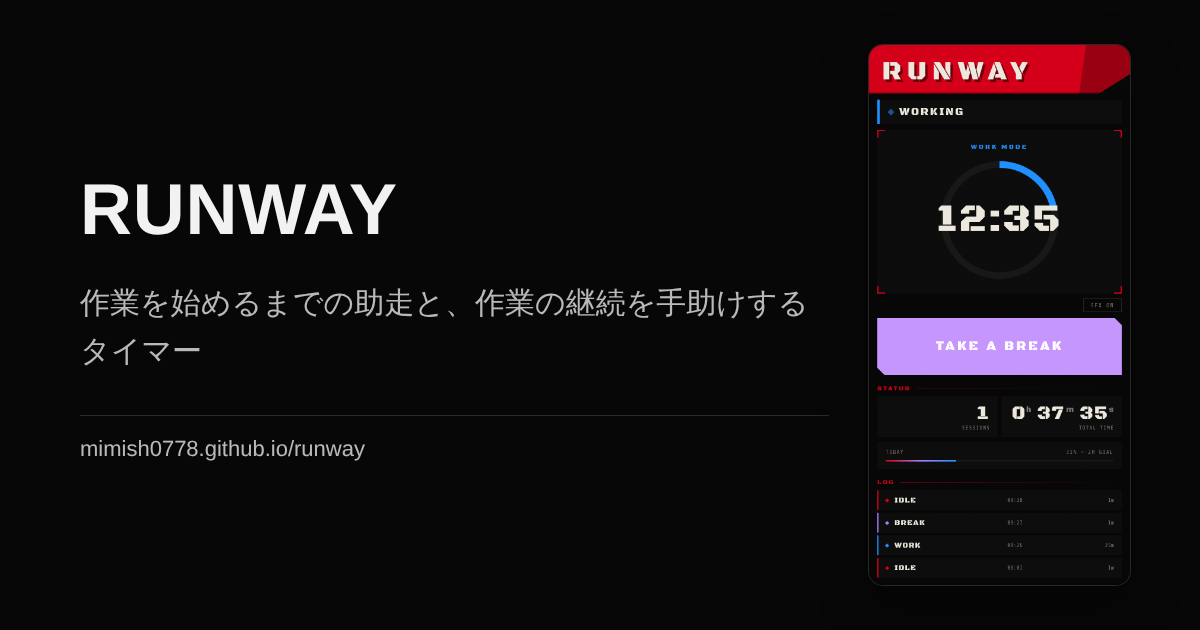 RUNWAY
作業を始めるまでの助走と、作業の継続を手助けする
タイマー
mimish0778.github.io/runway
RUNWAY
WORKING
WORK MODE
12:35
SFX ON
TAKE A BREAK
STATUS
1
SESSIONS
0h 37m 35s
TOTAL TIME
TODAY
LOG
IDLE
BREAK
WORK
IDLE